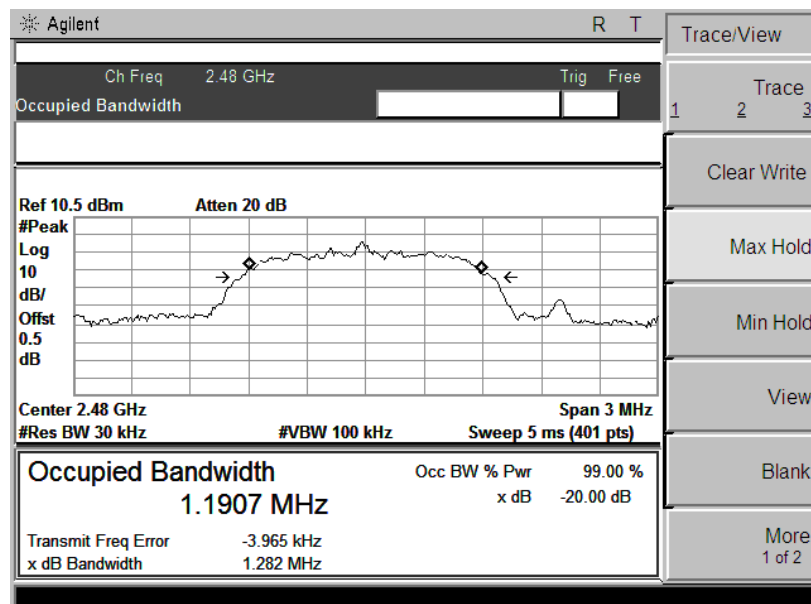 Agilent R T
Trace/View
Ch Freq 2.48 GHz Trig Free
Occupied Bandwidth
Trace
1 2 3
Clear Write
Ref 10.5 dBm Atten 20 dB
#Peak
Log
10
dB/
Offst
0.5
dB
Max Hold
Min Hold
View
Center 2.48 GHz Span 3 MHz
#Res BW 30 kHz #VBW 100 kHz Sweep 5 ms (401 pts)
Occupied Bandwidth
1.1907 MHz
Occ BW % Pwr 99.00 %
x dB -20.00 dB
Transmit Freq Error -3.965 kHz
x dB Bandwidth 1.282 MHz
Blank
More
1 of 2